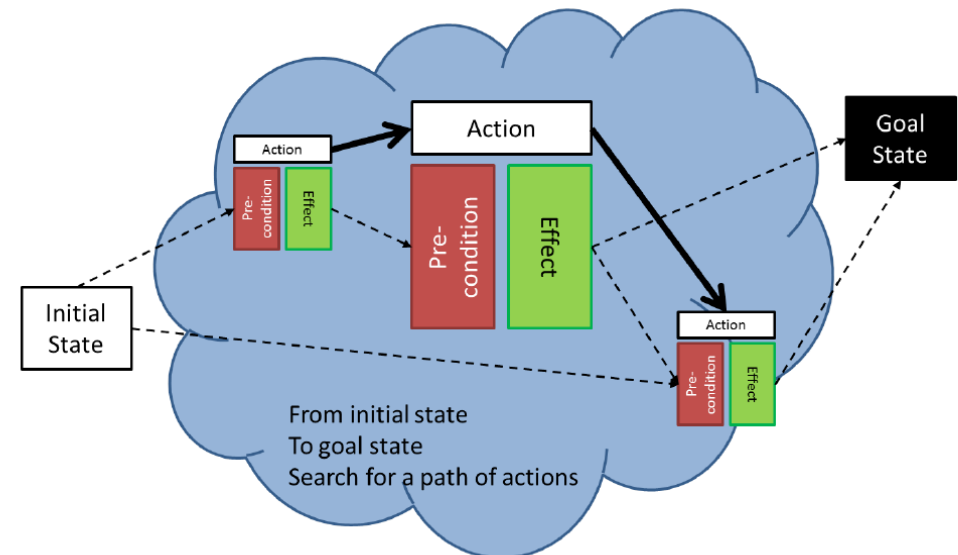 Action
Pre-
condition
Effect
Action
Pre-
condition
Effect
Goal
State
Initial
State
Action
Pre-
condition
Effect
From initial state
To goal state
Search for a path of actions